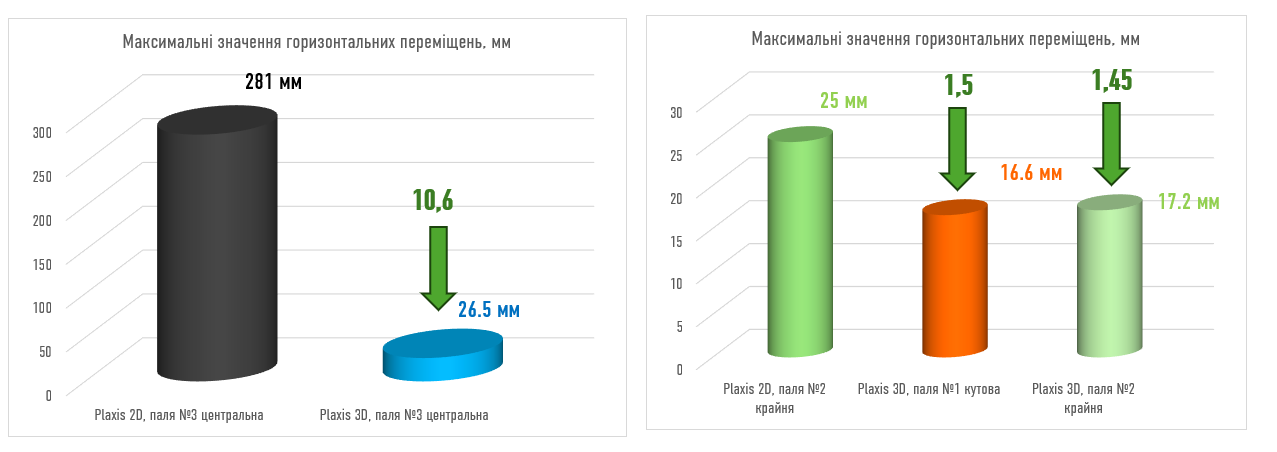 Максимальні значення горизонтальних переміщень, мм
281 мм
300
250
200
150
100
50
0
10,6
26.5 мм
Plaxis 2D, паля №3 центральна
Plaxis 3D, паля №3 центральна
Максимальні значення горизонтальних переміщень, мм
30
25
20
15
10
5
0
25 мм
1,5
1,45
16.6 мм
17.2 мм
Plaxis 2D, паля №2
крайня
Plaxis 3D, паля №1 кутова
Plaxis 3D, паля №2
крайня